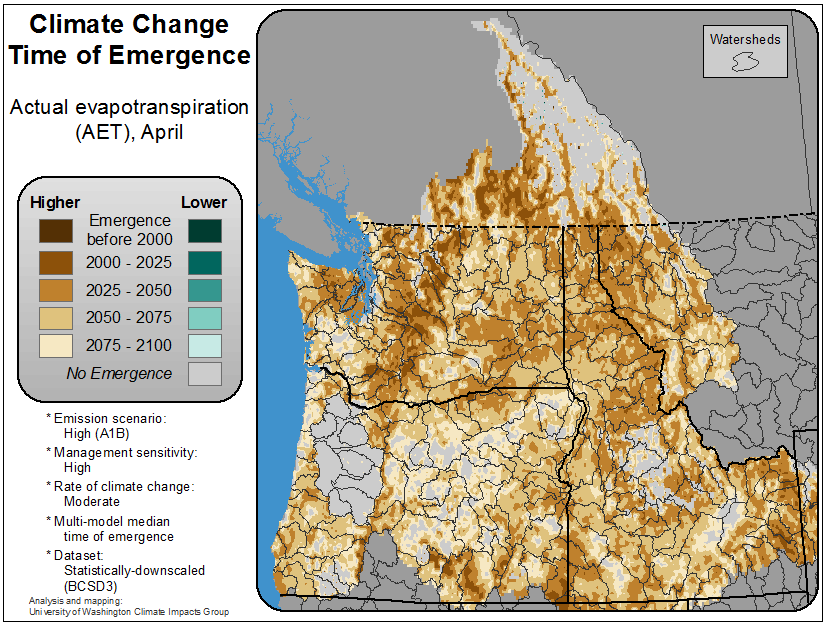 Climate Change
Time of Emergence
Actual evapotranspiration
(AET), April
Higher
Lower
Emergence
before 2000
2000 - 2025
2025 - 2050
2050 - 2075
2075 - 2100
No Emergence
* Emission scenario:
High (A1B)
* Management sensitivity:
High
* Rate of climate change:
Moderate
* Multi-model median
time of emergence
* Dataset:
Statistically-downscaled
(BCSD3)
Analysis and mapping:
University of Washington Climate Impacts Group
Watersheds